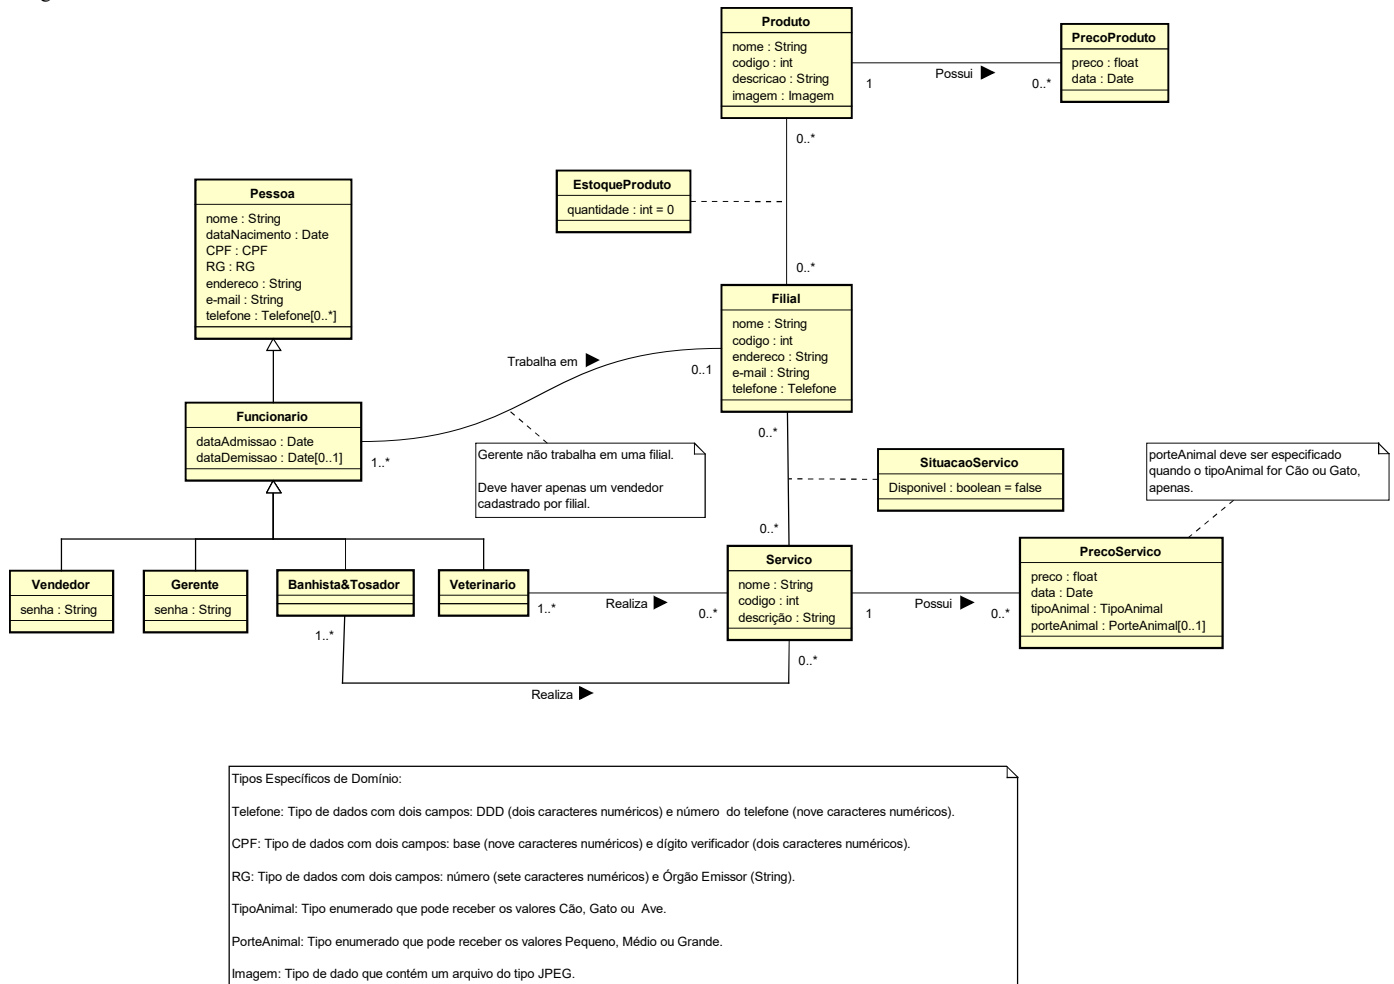 Produto
nome : String
codigo : int
descricao : String
imagem : Imagem
1
Possui
0..*
PrecoProduto
preco : float
data : Date
0..*
EstoqueProduto
quantidade : int = 0
0..*
Pessoa
nome : String
dataNacimento : Date
CPF : CPF
RG : RG
endereco : String
e-mail : String
telefone : Telefone[0..*]
Filial
nome : String
codigo : int
endereco : String
e-mail : String
telefone : Telefone
Trabalha em
0..1
Funcionario
dataAdmissao : Date
dataDemissao : Date[0..1]
1..*
Gerente não trabalha em uma filial.
Deve haver apenas um vendedor
cadastrado por filial.
0..*
SituacaoServico
Disponivel : boolean = false
porteAnimal deve ser especificado
quando o tipoAnimal for Cão ou Gato,
apenas.
0..*
Vendedor
senha : String
Gerente
senha : String
Banhista&Tosador
Veterinario
1..*
Realiza
0..*
Servico
nome : String
codigo : int
descrição : String
1
Possui
0..*
PrecoServico
preco : float
data : Date
tipoAnimal : TipoAnimal
porteAnimal : PorteAnimal[0..1]
1..*
0..*
Realiza
Tipos Específicos de Domínio:
Telefone: Tipo de dados com dois campos: DDD (dois caracteres numéricos) e número do telefone (nove caracteres numéricos).
CPF: Tipo de dados com dois campos: base (nove caracteres numéricos) e dígito verificador (dois caracteres numéricos).
RG: Tipo de dados com dois campos: número (sete caracteres numéricos) e Órgão Emissor (String).
TipoAnimal: Tipo enumerado que pode receber os valores Cão, Gato ou Ave.
PorteAnimal: Tipo enumerado que pode receber os valores Pequeno, Médio ou Grande.
Imagem: Tipo de dado que contém um arquivo do tipo JPEG.